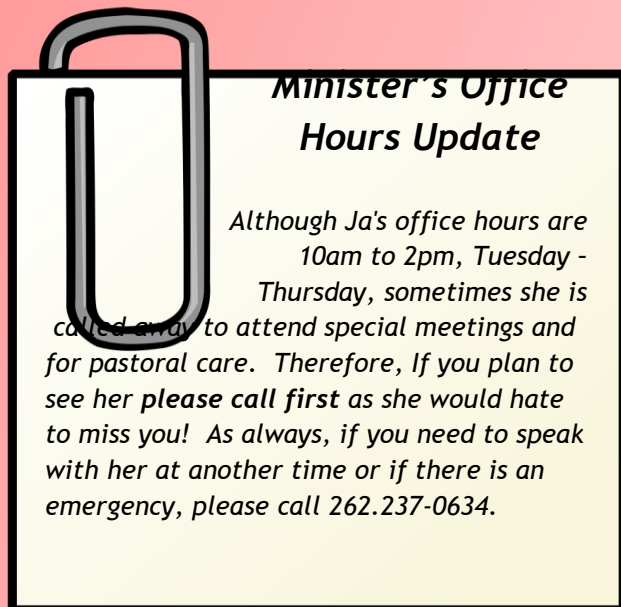 Minister's Office
Hours Update
Although Ja's office hours are
10am to 2pm, Tuesday –
Thursday, sometimes she is
called away to attend special meetings and
for pastoral care.  Therefore, If you plan to
see her please call first as she would hate
to miss you!  As always, if you need to speak
with her at another time or if there is an
emergency, please call 262.237-0634.